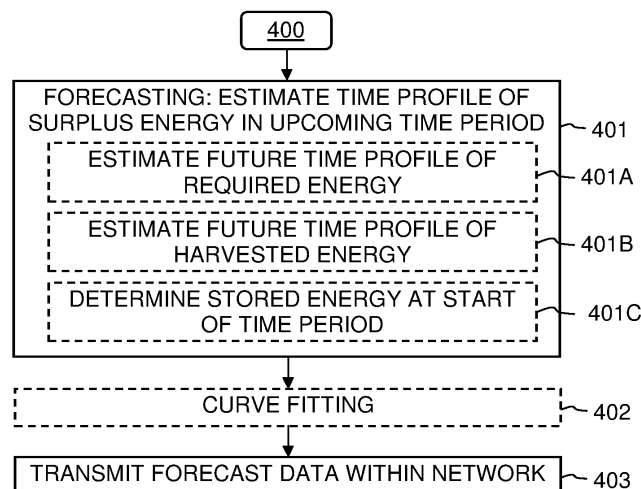 400
FORECASTING: ESTIMATE TIME PROFILE OF
SURPLUS ENERGY IN UPCOMING TIME PERIOD
401
ESTIMATE FUTURE TIME PROFILE OF
REQUIRED ENERGY
401A
ESTIMATE FUTURE TIME PROFILE OF
HARVESTED ENERGY
401B
DETERMINE STORED ENERGY AT START
OF TIME PERIOD
401C
CURVE FITTING
402
TRANSMIT FORECAST DATA WITHIN NETWORK
403